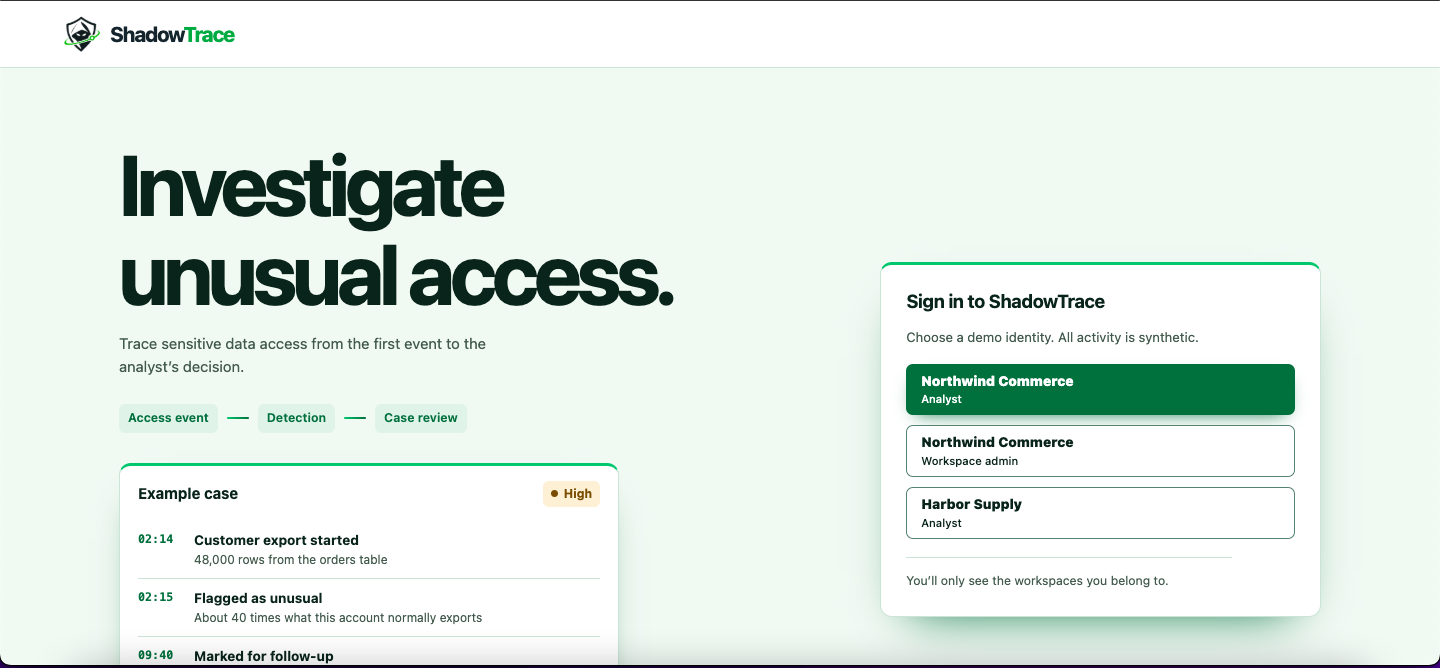 ShadowTrace
Investigate
unusual access.
Trace sensitive data access from the first event to the
analyst’s decision.
Access event
Detection
Case review
Example case
High
02:14
Customer export started
48,000 rows from the orders table
02:15
Flagged as unusual
About 40 times what this account normally exports
09:40
Marked for follow-up
Sign in to ShadowTrace
Choose a demo identity. All activity is synthetic.
Northwind Commerce
Analyst
Northwind Commerce
Workspace admin
Harbor Supply
Analyst
You’ll only see the workspaces you belong to.